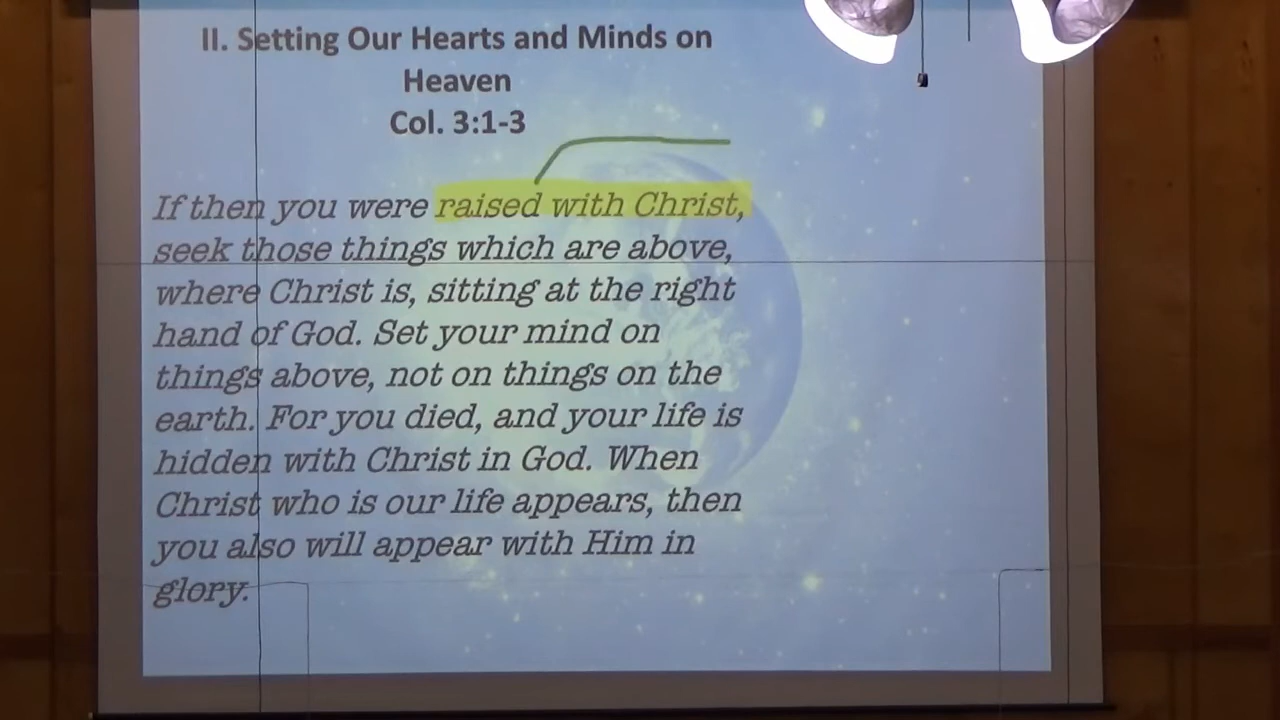 II. Setting Our Hearts and Minds on
Heaven
Col. 3:1-3
If then you were raised with Christ,
seek those things which are above,
where Christ is, sitting at the right
hand of God. Set your mind on
things above, not on things on the
earth. For you died, and your life is
hidden with Christ in God. When
Christ who is our life appears, then
you also will appear with Him in
glory.